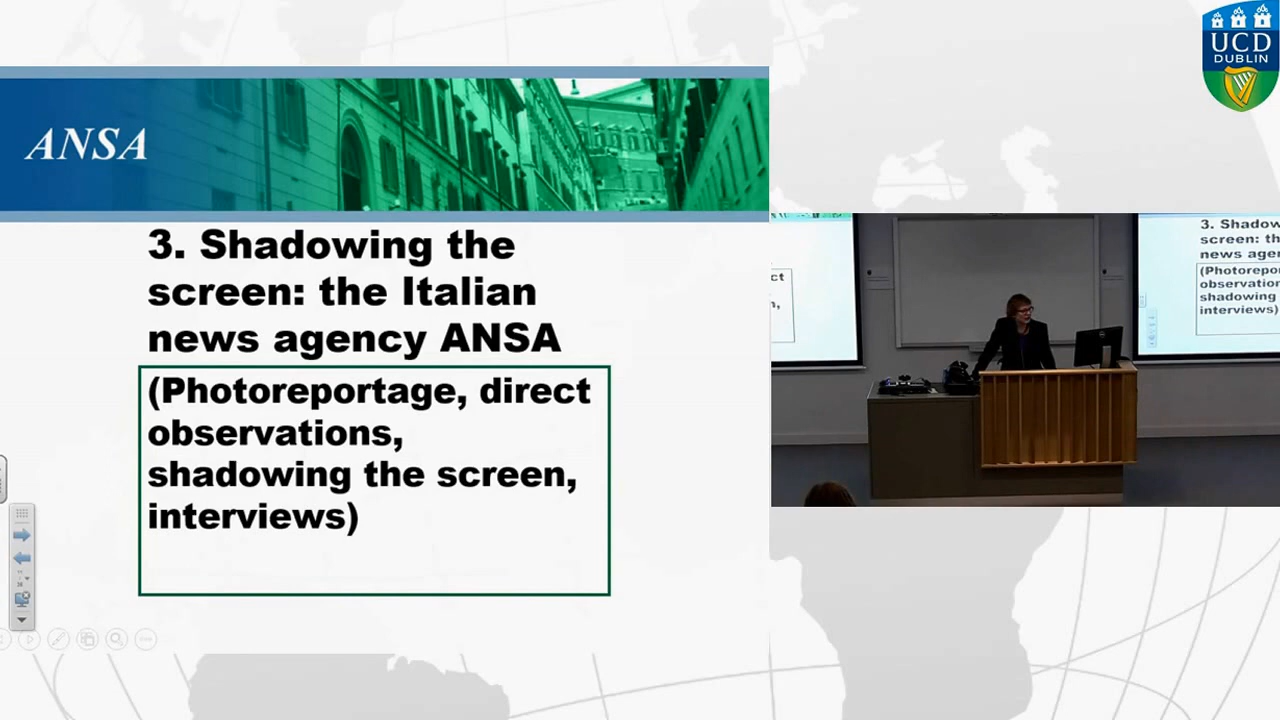 ANSA
3. Shadowing the
screen: the Italian
news agency ANSA
(Photoreportage, direct
observations,
shadowing the screen,
interviews)
UCD
DUBLIN
3. Shadow
screen: th
news agen
(Photorepor
observation
shadowing
interviews)